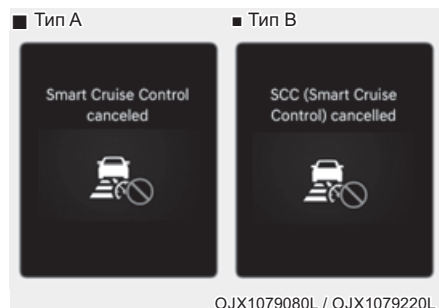 ■ Тип A
■ Тип B
Smart Cruise Control
canceled
SCC (Smart Cruise
Control) cancelled
OJX1079080L / OJX1079220L